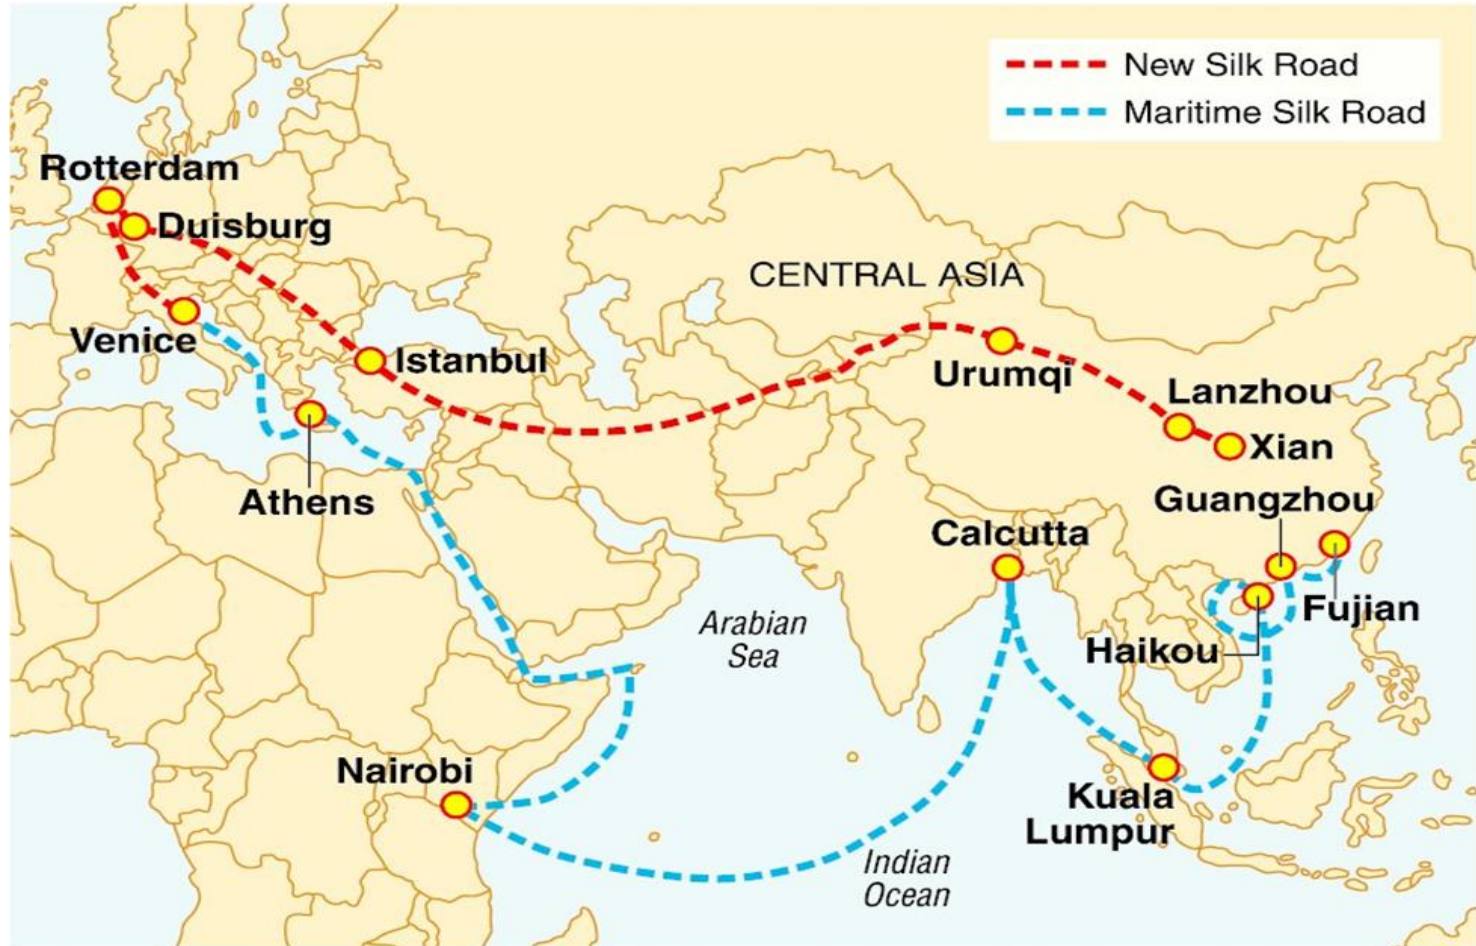 New Silk Road
Maritime Silk Road
Rotterdam
Duisburg
CENTRAL ASIA
Venice
Istanbul
Urumqi
Lanzhou
Xian
Athens
Guangzhou
Calcutta
Fujian
Arabian
Sea
Haikou
Nairobi
Kuala
Lumpur
Indian
Ocean